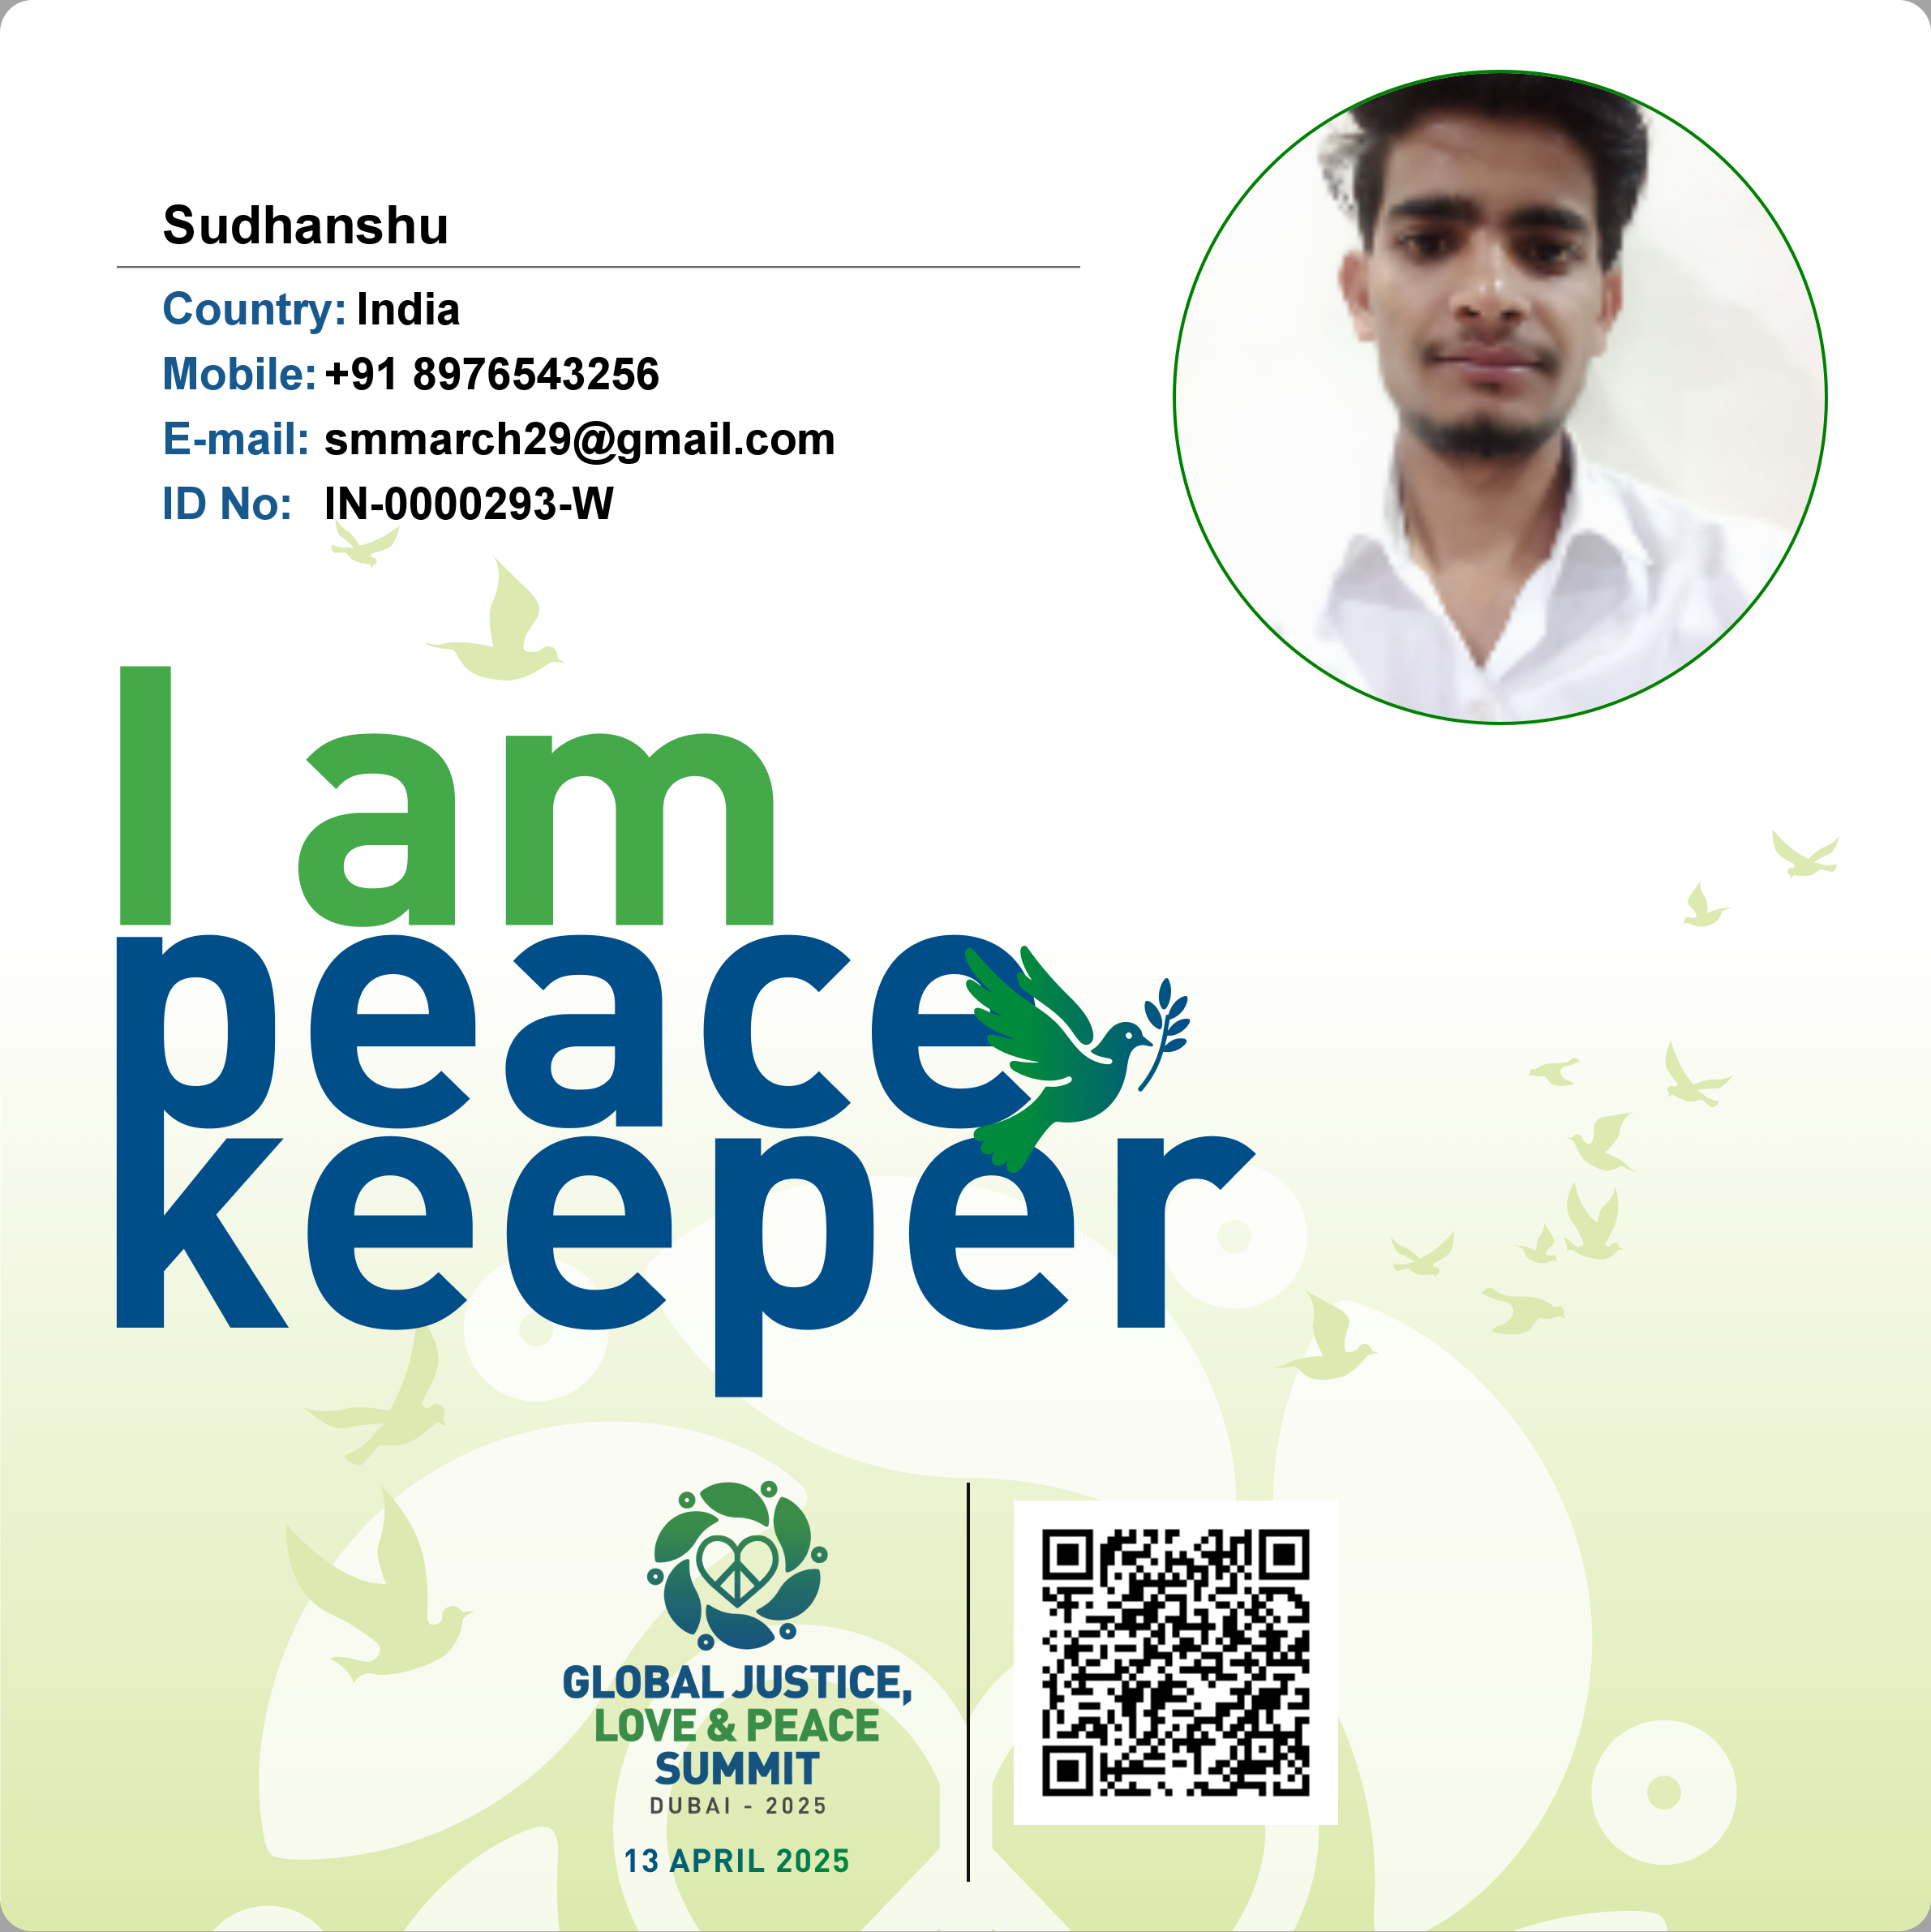 Sudhanshu
Country: India
Mobile: +91 8976543256
E-mail: smmarch29@gmail.com
ID No: IN-0000293-W
I am
peace
keeper
GLOBAL JUSTICE,
LOVE & PEACE
SUMMIT
DUBAI - 2025
13 APRIL 2025